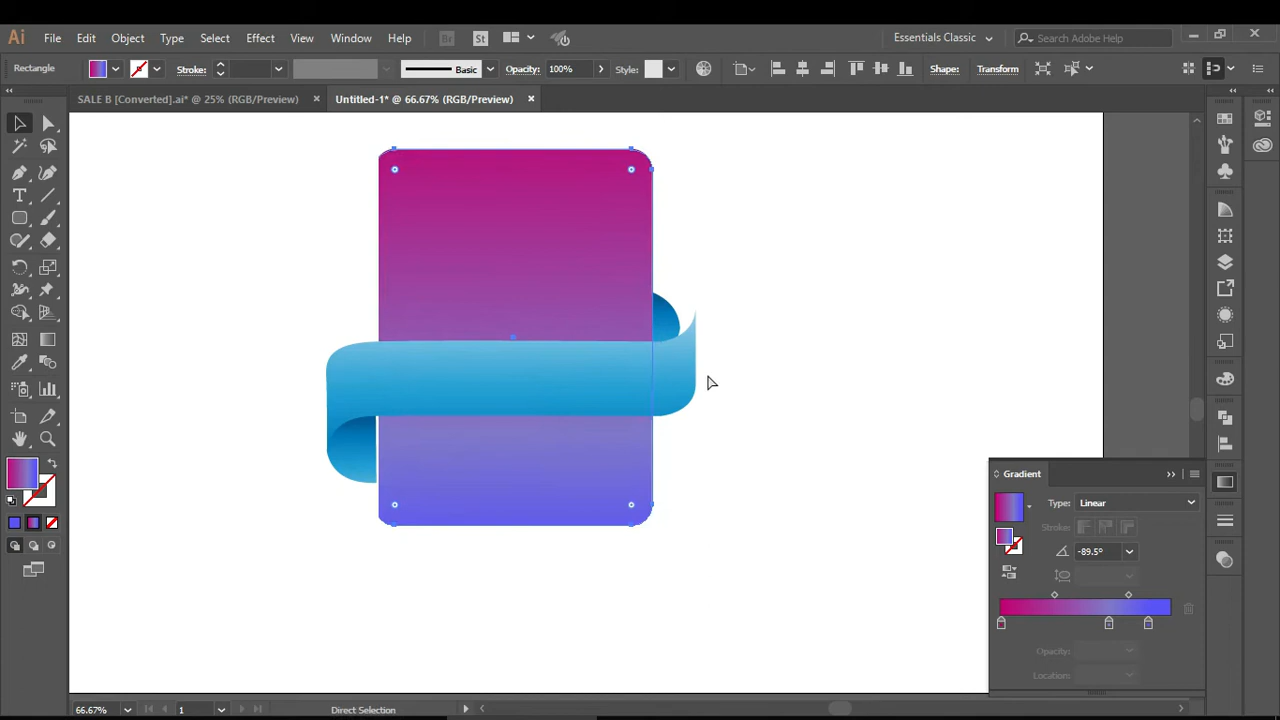 Ai File Edit Object Type Select Effect View Window Help Br St Essentials Classic Search Adobe Help
Rectangle Stroke: Basic Opacity: 100% Style: Shape: Transform
SALE B [Converted].ai* @ 25% (RGB/Preview) × Untitled-1* @ 66.67% (RGB/Preview) ×
Gradient
Type: Linear
Stroke:
-89.5°
Opacity:
Location:
66.67% 1 Direct Selection